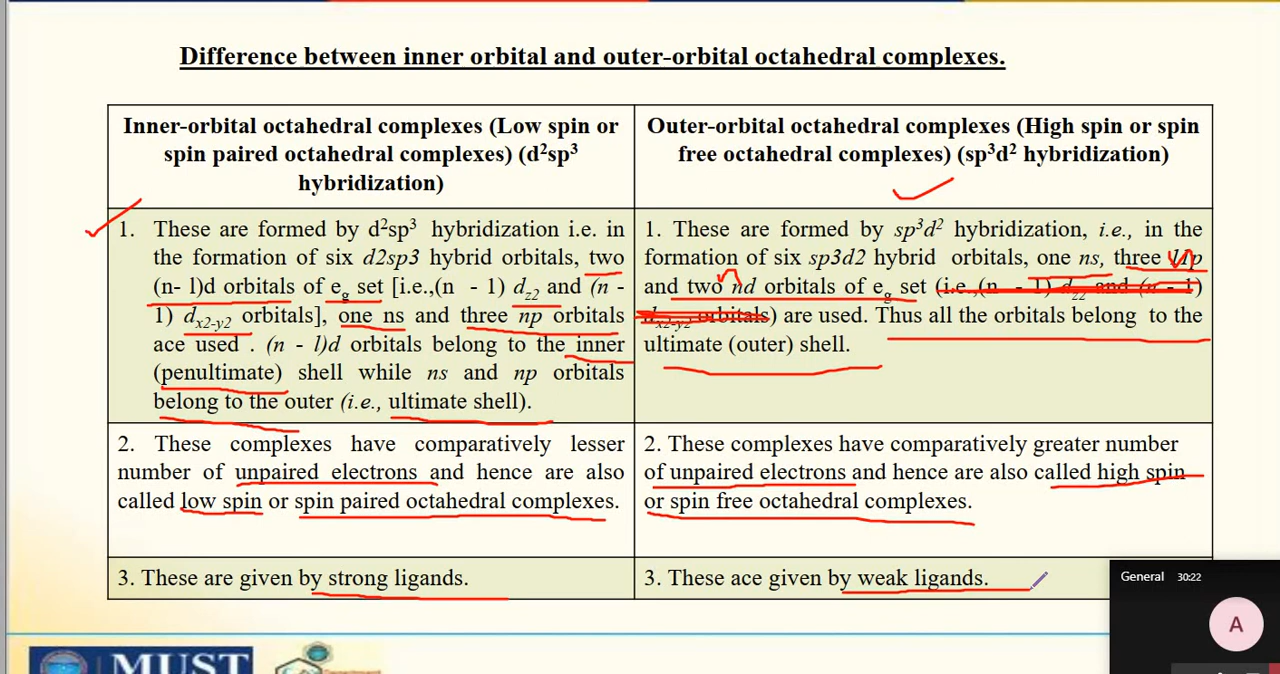 Difference between inner orbital and outer-orbital octahedral complexes.
Inner-orbital octahedral complexes (Low spin or
spin paired octahedral complexes) (d²sp³
hybridization)
Outer-orbital octahedral complexes (High spin or spin
free octahedral complexes) (sp³d² hybridization)
1. These are formed by d²sp³ hybridization i.e. in
the formation of six d2sp3 hybrid orbitals, two
(n- l)d orbitals of eg set [i.e.,(n - 1) dz2 and (n -
1) dx2-y2 orbitals], one ns and three np orbitals
ace used . (n - l)d orbitals belong to the inner
(penultimate) shell while ns and np orbitals
belong to the outer (i.e., ultimate shell).
1. These are formed by sp³d² hybridization, i.e., in the
formation of six sp3d2 hybrid orbitals, one ns, three
and two nd orbitals of eg set (i.e.,(n - 1) dz2 and (n - 1)
dx2-y2 orbitals) are used. Thus all the orbitals belong to the
ultimate (outer) shell.
2. These complexes have comparatively lesser
number of unpaired electrons and hence are also
called low spin or spin paired octahedral complexes.
2. These complexes have comparatively greater number
of unpaired electrons and hence are also called high spin
or spin free octahedral complexes.
3. These are given by strong ligands.
3. These ace given by weak ligands.
General 30:22
A
MUST